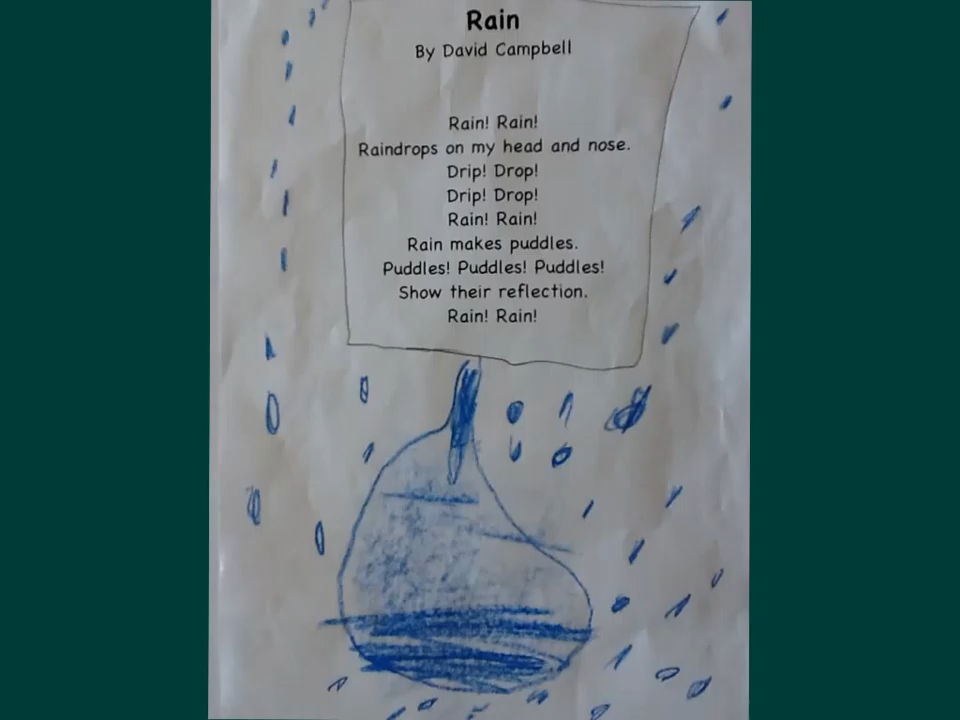 Rain
By David Campbell
Rain! Rain!
Raindrops on my head and nose.
Drip! Drop!
Drip! Drop!
Rain! Rain!
Rain makes puddles.
Puddles! Puddles! Puddles!
Show their reflection.
Rain! Rain!